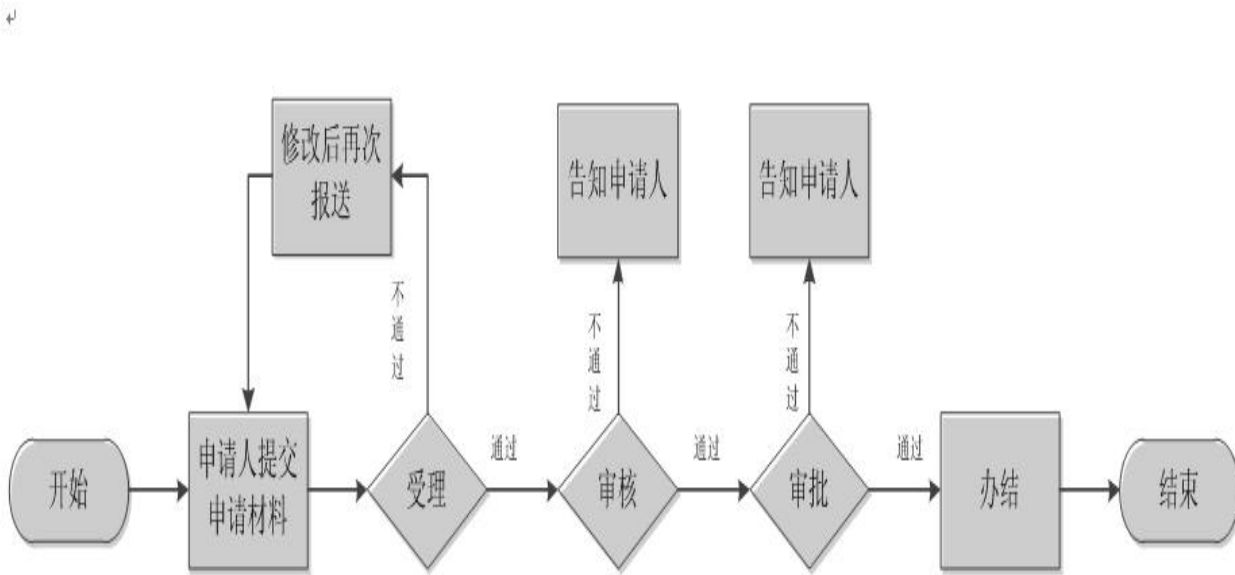 修改后再次
报送
告知申请人
告知申请人
不
通
过
不
通
过
不
通
过
开始
申请人提交
申请材料
受理
通过
审核
通过
审批
通过
办结
结束